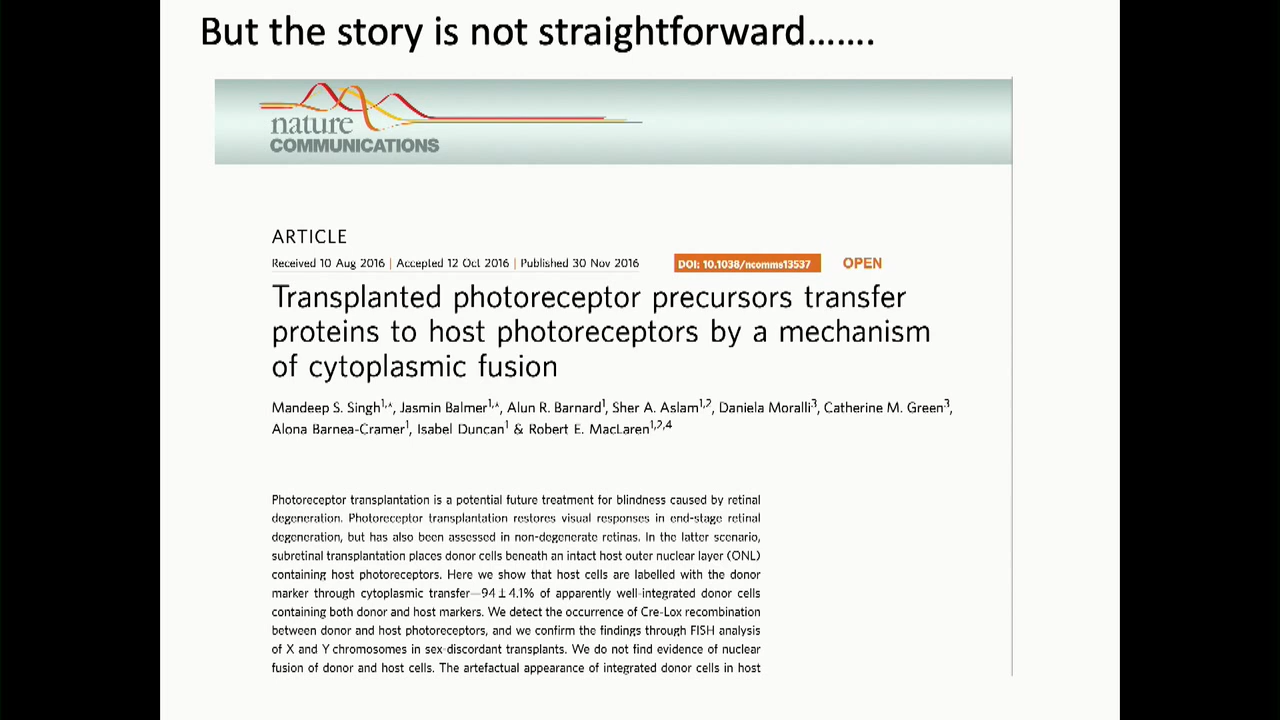 But the story is not straightforward.......
nature
COMMUNICATIONS
ARTICLE
Received 10 Aug 2016 | Accepted 12 Oct 2016 | Published 30 Nov 2016
DOI: 10.1038/ncomms13537
OPEN
Transplanted photoreceptor precursors transfer
proteins to host photoreceptors by a mechanism
of cytoplasmic fusion
Mandeep S. Singh1,*, Jasmin Balmer1,*, Alun R. Barnard1, Sher A. Aslam1,2, Daniela Moralli3, Catherine M. Green3,
Alona Barnea-Cramer1, Isabel Duncan1 & Robert E. MacLaren1,2,4
Photoreceptor transplantation is a potential future treatment for blindness caused by retinal
degeneration. Photoreceptor transplantation restores visual responses in end-stage retinal
degeneration, but has also been assessed in non-degenerate retinas. In the latter scenario,
subretinal transplantation places donor cells beneath an intact host outer nuclear layer (ONL)
containing host photoreceptors. Here we show that host cells are labelled with the donor
marker through cytoplasmic transfer—94±4.1% of apparently well-integrated donor cells
containing both donor and host markers. We detect the occurrence of Cre-Lox recombination
between donor and host photoreceptors, and we confirm the findings through FISH analysis
of X and Y chromosomes in sex-discordant transplants. We do not find evidence of nuclear
fusion of donor and host cells. The artefactual appearance of integrated donor cells in host